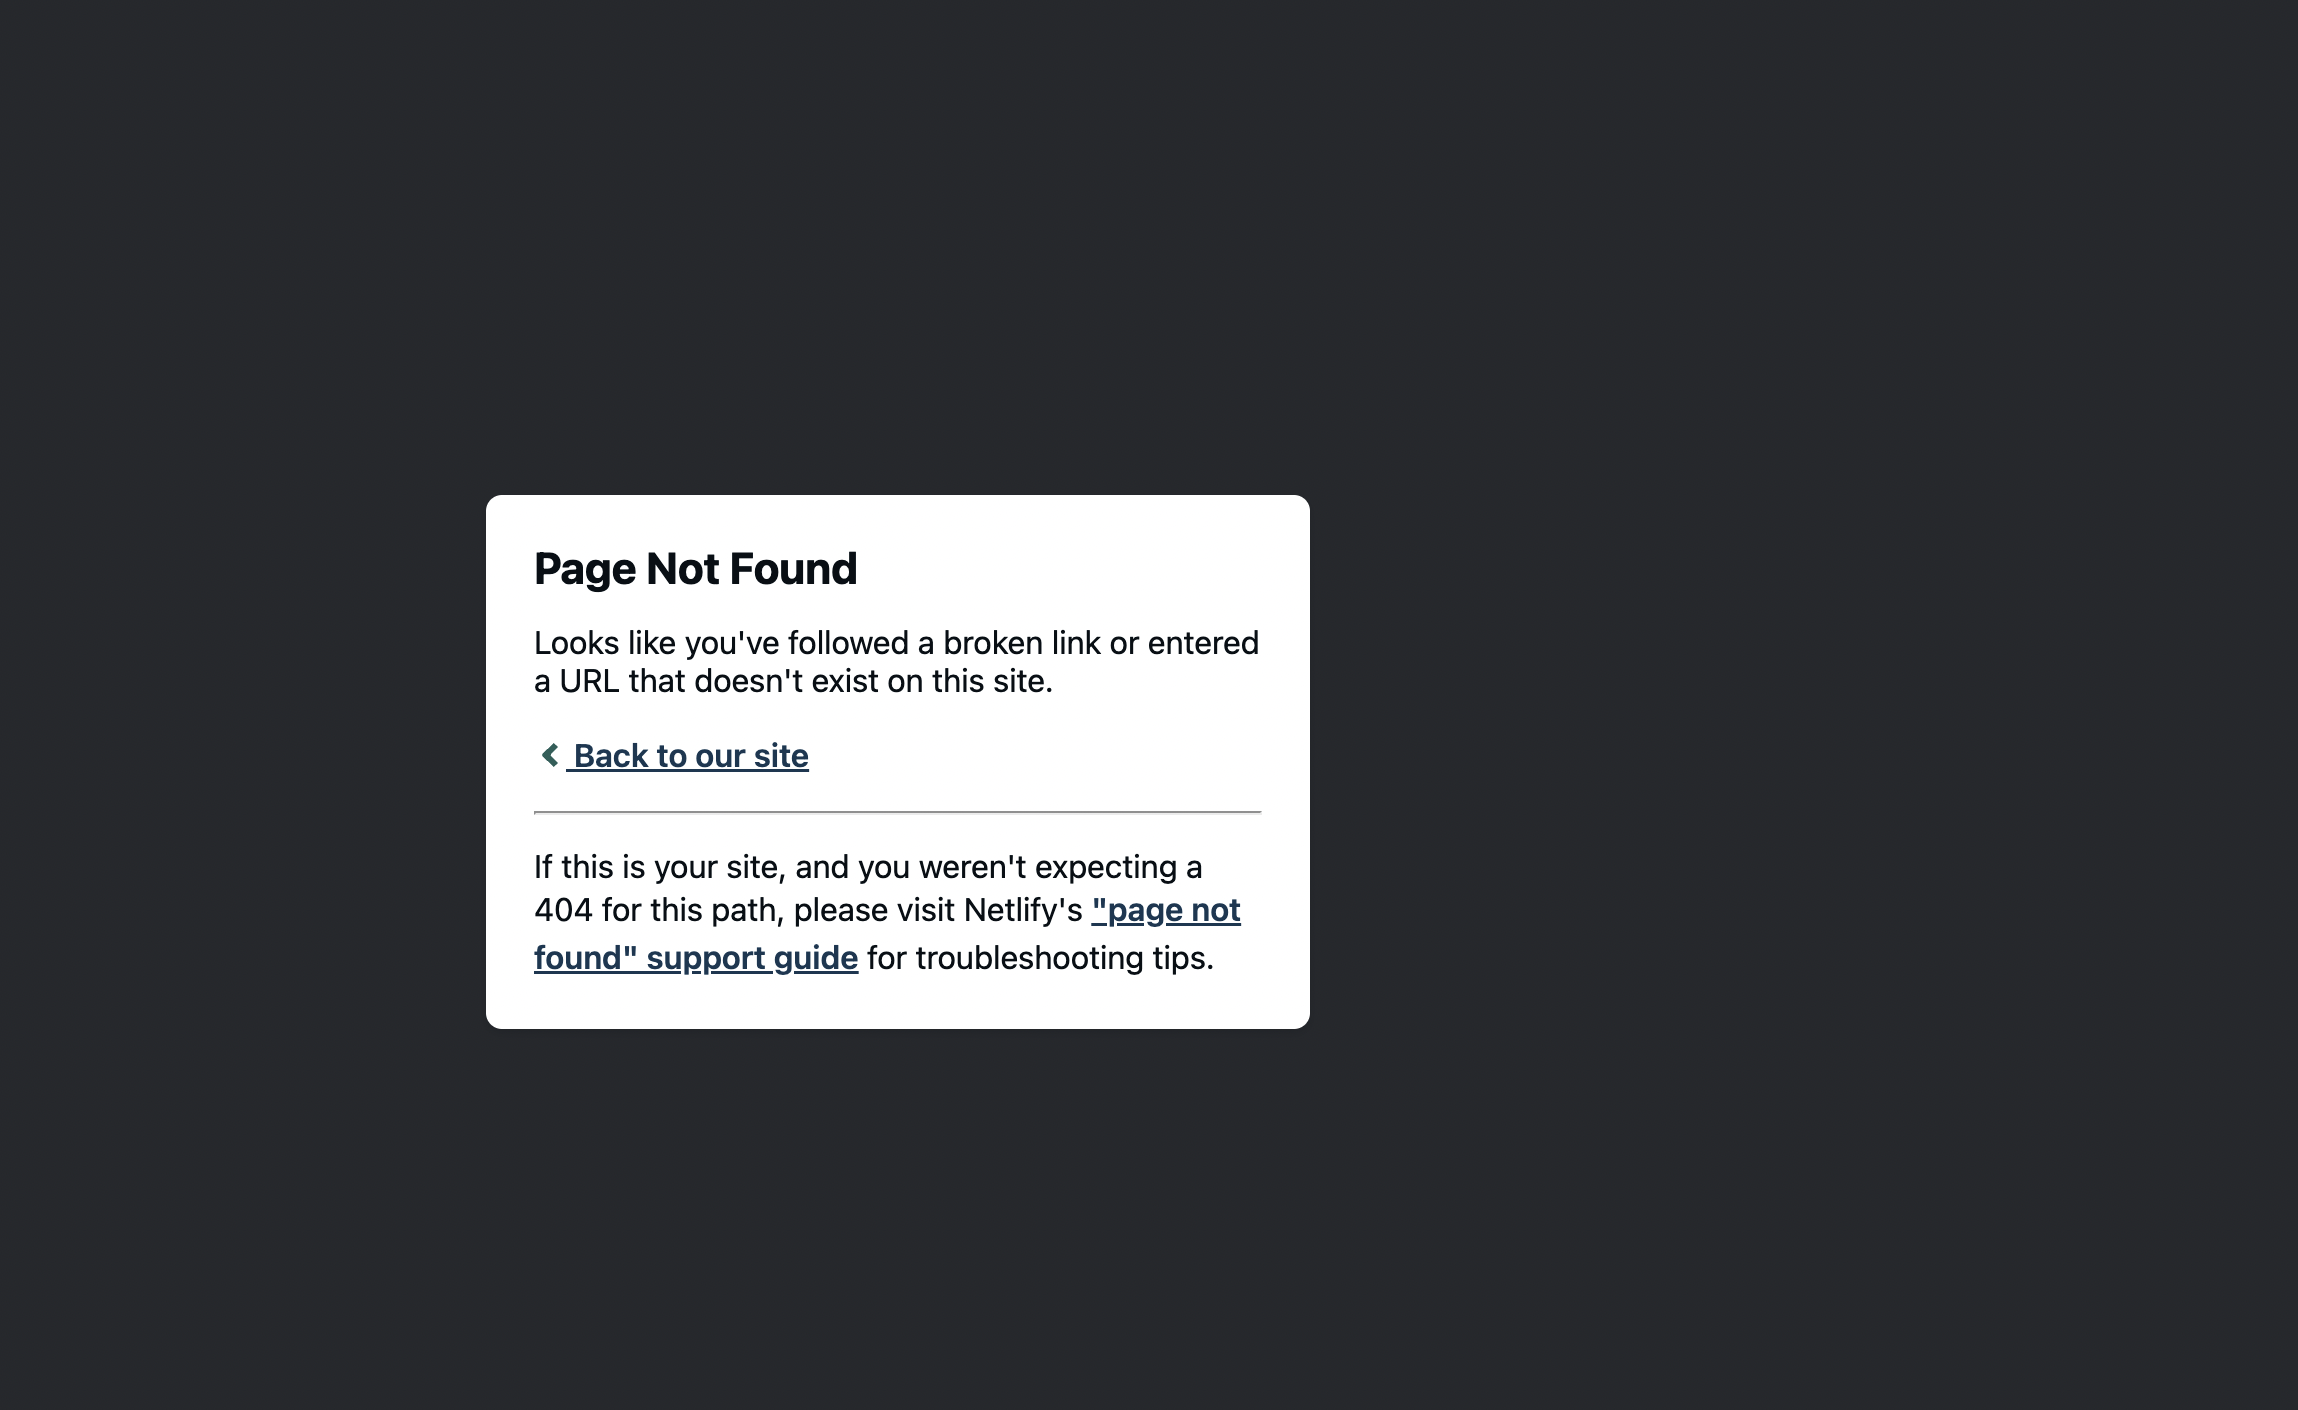 Page Not Found
Looks like you've followed a broken link or entered
a URL that doesn't exist on this site.
Back to our site
If this is your site, and you weren't expecting a
404 for this path, please visit Netlify's "page not
found" support guide for troubleshooting tips.